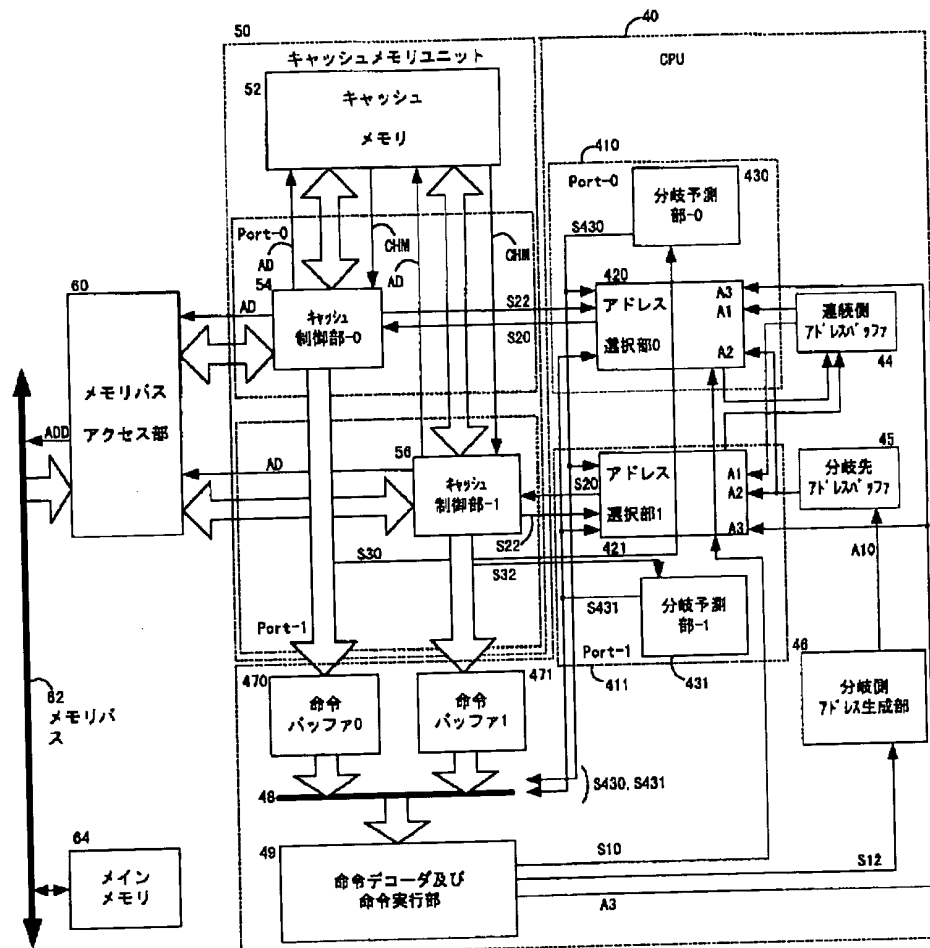 50
40
キャッシュメモリユニット
CPU
52
キャッシュ
メモリ
410
Port-0
430
分岐予測
部-0
S430
Port-0
AD
CHM
AD
CHM
54
60
AD
キャッシュ
制御部-0
S22
S20
420
アドレス
選択部0
A3
A1
A2
連続側
アドレスバッファ
44
メモリバス
アクセス部
ADD
AD
56
キャッシュ
制御部-1
S20
S22
アドレス
選択部1
A1
A2
A3
45
分岐先
アドレスバッファ
421
A10
S30
S32
S431
分岐予測
部-1
Port-1
Port-1
411
431
46
分岐側
アドレス生成部
62
メモリバ
ス
470
命令
バッファ0
471
命令
バッファ1
S430, S431
48
64
メイン
メモリ
49
命令デコーダ及び
命令実行部
S10
S12
A3